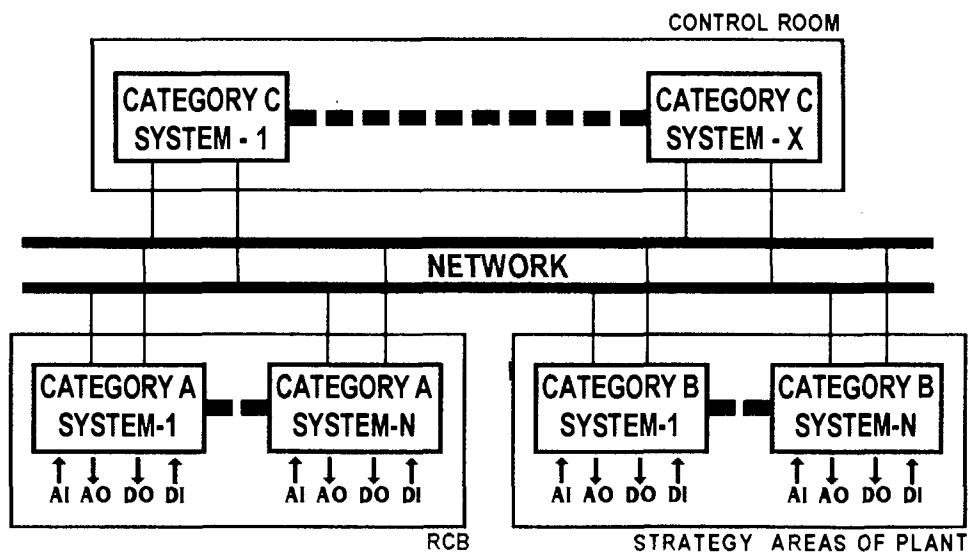 CONTROL ROOM
CATEGORY C
SYSTEM - 1
CATEGORY C
SYSTEM - X
NETWORK
CATEGORY A
SYSTEM-1
CATEGORY A
SYSTEM-N
CATEGORY B
SYSTEM-1
CATEGORY B
SYSTEM-N
AI AO DO DI
AI AO DO DI
AI AO DO DI
AI AO DO DI
RCB
STRATEGY AREAS OF PLANT